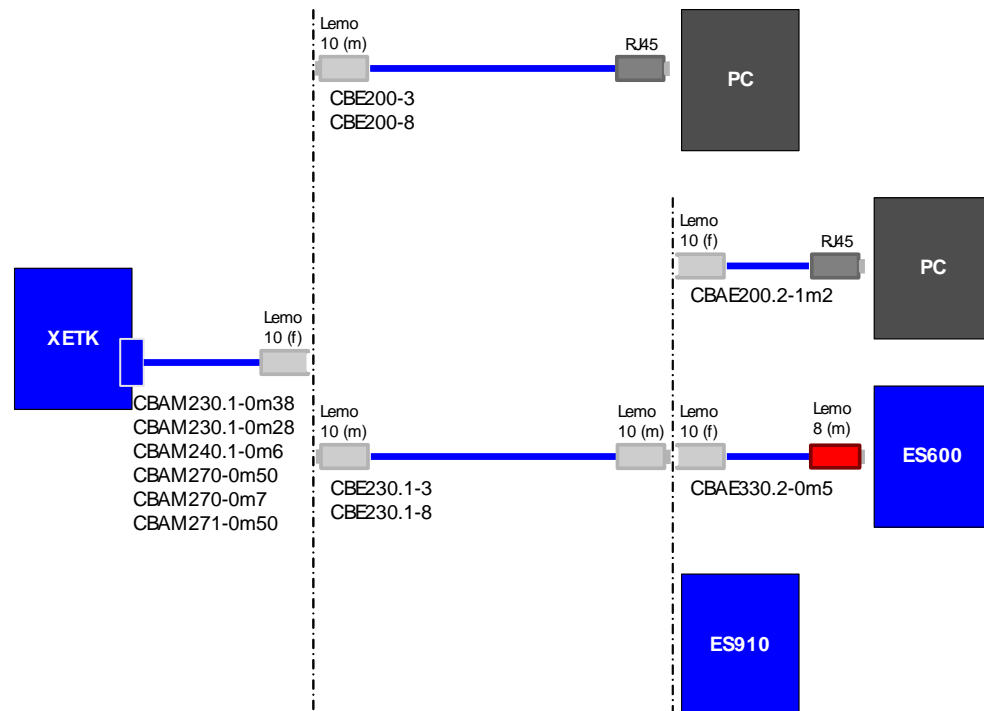 Lemo
10 (m)
RJ45
PC
CBE200-3
CBE200-8
Lemo
10 (f)
RJ45
PC
CBAE200.2-1m2
XETK
Lemo
10 (f)
CBAM230.1-0m38
CBAM230.1-0m28
CBAM240.1-0m6
CBAM270-0m50
CBAM270-0m7
CBAM271-0m50
Lemo
10 (m)
Lemo
10 (m)
CBE230.1-3
CBE230.1-8
Lemo
10 (f)
Lemo
8 (m)
ES600
CBAE330.2-0m5
ES910